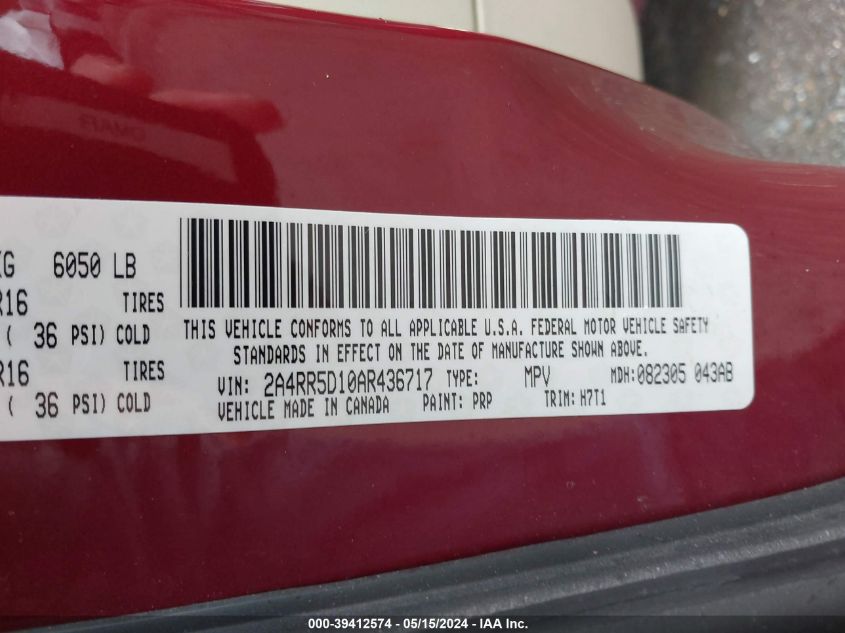 6050 LB
R16 TIRES
( 36 PSI) COLD
R16 TIRES
( 36 PSI) COLD
THIS VEHICLE CONFORMS TO ALL APPLICABLE U.S.A. FEDERAL MOTOR VEHICLE SAFETY
STANDARDS IN EFFECT ON THE DATE OF MANUFACTURE SHOWN ABOVE.
VIN: 2A4RR5D10AR436717 TYPE: MPV MDH:082305 043AB
VEHICLE MADE IN CANADA PAINT: PRP TRIM: H7T1
000-39412574 - 05/15/2024 - IAA Inc.